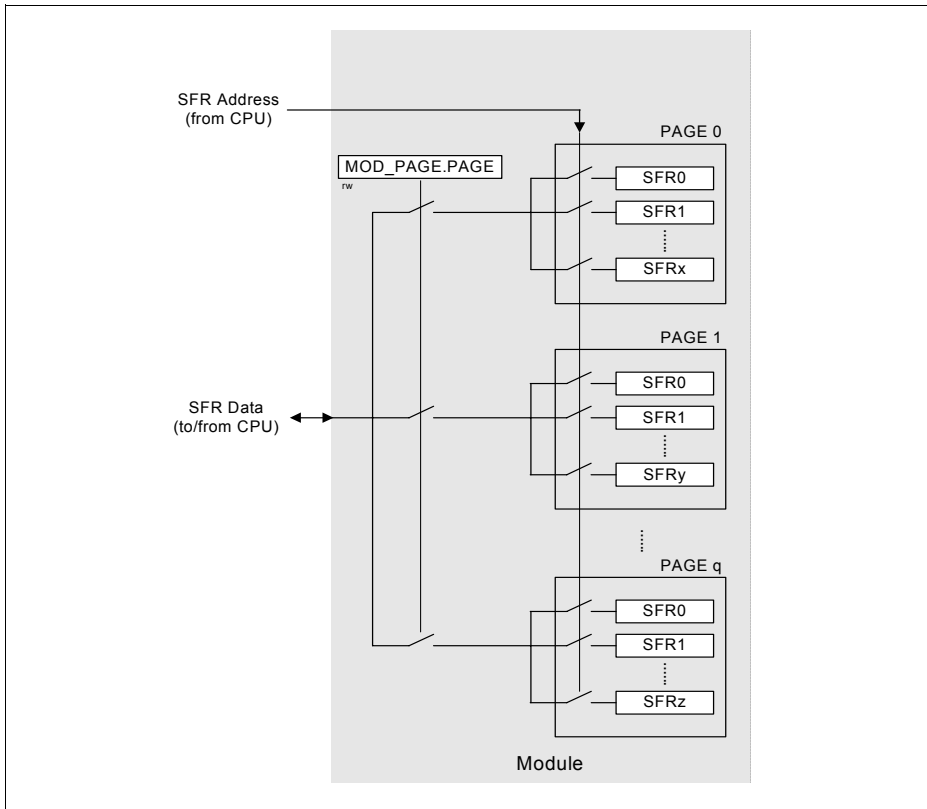 SFR Address
(from CPU)
PAGE 0
MOD_PAGE.PAGE
rw
SFR0
SFR1
SFRx
PAGE 1
SFR0
SFR Data
(to/from CPU)
SFR1
SFRy
PAGE q
SFR0
SFR1
SFRz
Module